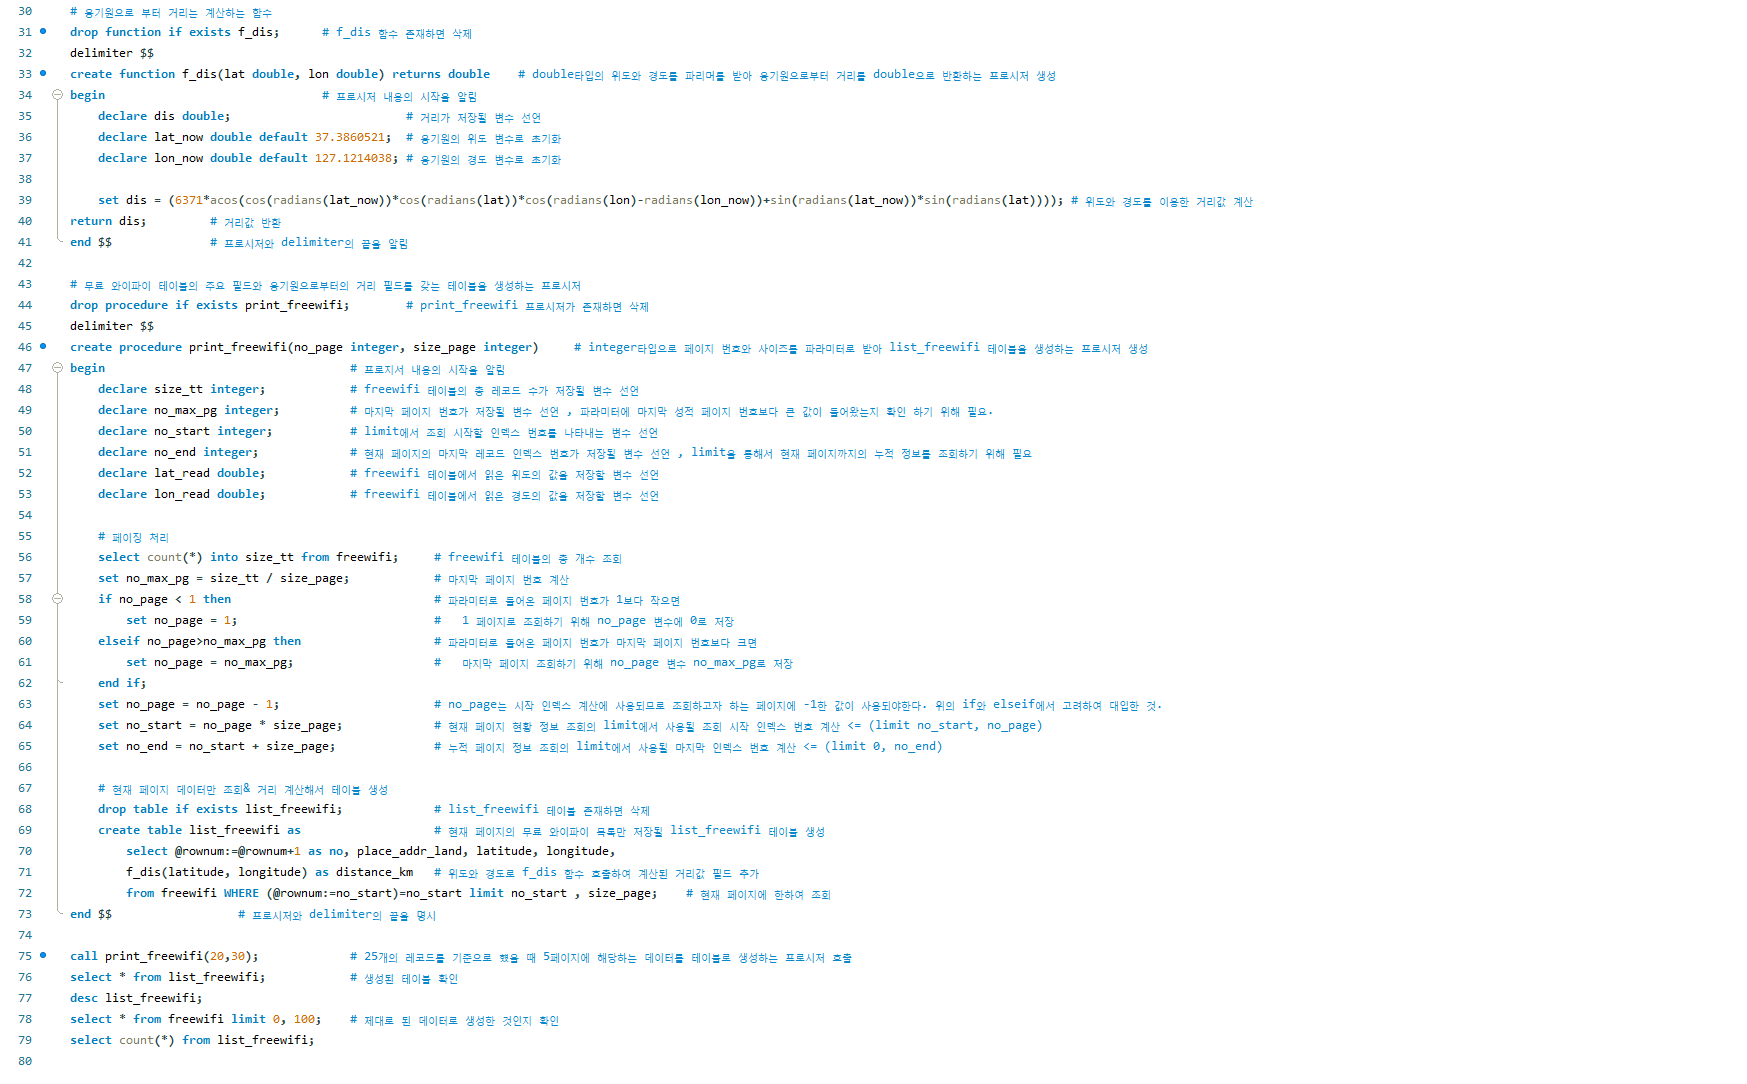 30 # 융기원으로 부터 거리는 계산하는 함수
31 drop function if exists f_dis; # f_dis 함수 존재하면 삭제
32 delimiter $$
33 create function f_dis(lat double, lon double) returns double # double타입의 위도와 경도를 파리머를 받아 융기원으로부터 거리를 double으로 반환하는 프로시저 생성
34 begin # 프로시저 내용의 시작을 알림
35 declare dis double; # 거리가 저장될 변수 선언
36 declare lat_now double default 37.3860521; # 융기원의 위도 변수로 초기화
37 declare lon_now double default 127.1214038; # 융기원의 경도 변수로 초기화
38
39 set dis = (6371*acos(cos(radians(lat_now))*cos(radians(lat))*cos(radians(lon)-radians(lon_now))+sin(radians(lat_now))*sin(radians(lat)))); # 위도와 경도를 이용한 거리값 계산
40 return dis; # 거리값 반환
41 end $$ # 프로시저와 delimiter의 끝을 알림
42
43 # 무료 와이파이 테이블의 주요 필드와 융기원으로부터의 거리 필드를 갖는 테이블을 생성하는 프로시저
44 drop procedure if exists print_freewifi; # print_freewifi 프로시저가 존재하면 삭제
45 delimiter $$
46 create procedure print_freewifi(no_page integer, size_page integer) # integer타입으로 페이지 번호와 사이즈를 파라미터로 받아 list_freewifi 테이블을 생성하는 프로시저 생성
47 begin # 프로지서 내용의 시작을 알림
48 declare size_tt integer; # freewifi 테이블의 총 레코드 수가 저장될 변수 선언
49 declare no_max_pg integer; # 마지막 페이지 번호가 저장될 변수 선언 , 파라미터에 마지막 성적 페이지 번호보다 큰 값이 들어왔는지 확인 하기 위해 필요.
50 declare no_start integer; # limit에서 조회 시작할 인덱스 번호를 나타내는 변수 선언
51 declare no_end integer; # 현재 페이지의 마지막 레코드 인덱스 번호가 저장될 변수 선언 , limit을 통해서 현재 페이지까지의 누적 정보를 조회하기 위해 필요
52 declare lat_read double; # freewifi 테이블에서 읽은 위도의 값을 저장할 변수 선언
53 declare lon_read double; # freewifi 테이블에서 읽은 경도의 값을 저장할 변수 선언
54
55 # 페이징 처리
56 select count(*) into size_tt from freewifi; # freewifi 테이블의 총 개수 조회
57 set no_max_pg = size_tt / size_page; # 마지막 페이지 번호 계산
58 if no_page < 1 then # 파라미터로 들어온 페이지 번호가 1보다 작으면
59 set no_page = 1; # 1 페이지로 조회하기 위해 no_page 변수에 0로 저장
60 elseif no_page>no_max_pg then # 파라미터로 들어온 페이지 번호가 마지막 페이지 번호보다 크면
61 set no_page = no_max_pg; # 마지막 페이지 조회하기 위해 no_page 변수 no_max_pg로 저장
62 end if;
63 set no_page = no_page - 1; # no_page는 시작 인덱스 계산에 사용되므로 조회하고자 하는 페이지에 -1한 값이 사용되야한다. 위의 if와 elseif에서 고려하여 대입한 것.
64 set no_start = no_page * size_page; # 현재 페이지 현황 정보 조회의 limit에서 사용될 조회 시작 인덱스 번호 계산 <= (limit no_start, no_page)
65 set no_end = no_start + size_page; # 누적 페이지 정보 조회의 limit에서 사용될 마지막 인덱스 번호 계산 <= (limit 0, no_end)
66
67 # 현재 페이지 데이터만 조회& 거리 계산해서 테이블 생성
68 drop table if exists list_freewifi; # list_freewifi 테이블 존재하면 삭제
69 create table list_freewifi as # 현재 페이지의 무료 와이파이 목록만 저장될 list_freewifi 테이블 생성
70 select @rownum:=@rownum+1 as no, place_addr_land, latitude, longitude,
71 f_dis(latitude, longitude) as distance_km # 위도와 경도로 f_dis 함수 호출하여 계산된 거리값 필드 추가
72 from freewifi WHERE (@rownum:=no_start)=no_start limit no_start , size_page; # 현재 페이지에 한하여 조회
73 end $$ # 프로시저와 delimiter의 끝을 명시
74
75 call print_freewifi(20,30); # 25개의 레코드를 기준으로 했을 때 5페이지에 해당하는 데이터를 테이블로 생성하는 프로시저 호출
76 select * from list_freewifi; # 생성된 테이블 확인
77 desc list_freewifi;
78 select * from freewifi limit 0, 100; # 제대로 된 데이터로 생성한 것인지 확인
79 select count(*) from list_freewifi;
80